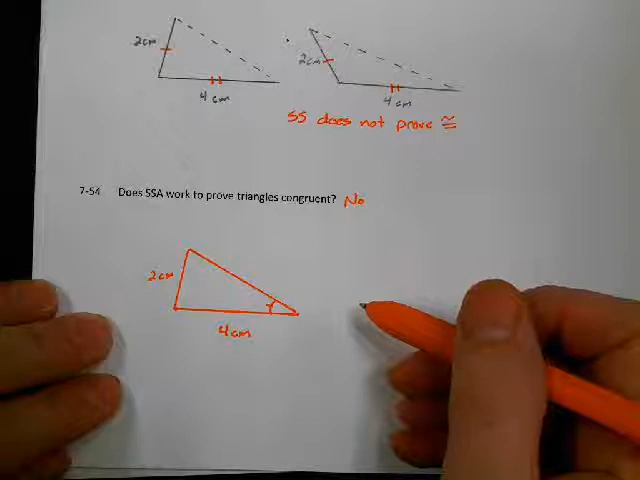 2cm
2cm
4 cm
4 cm
SS does not prove ≅
7-54 Does SSA work to prove triangles congruent? No
2cm
4cm